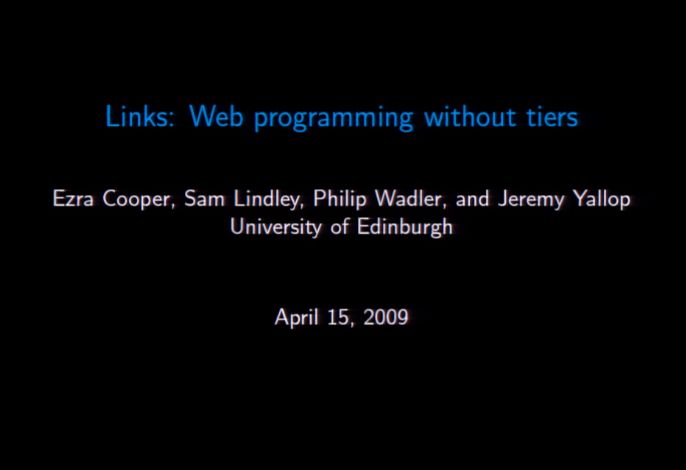 Links: Web programming without tiers
Ezra Cooper, Sam Lindley, Philip Wadler, and Jeremy Yallop
University of Edinburgh
April 15, 2009